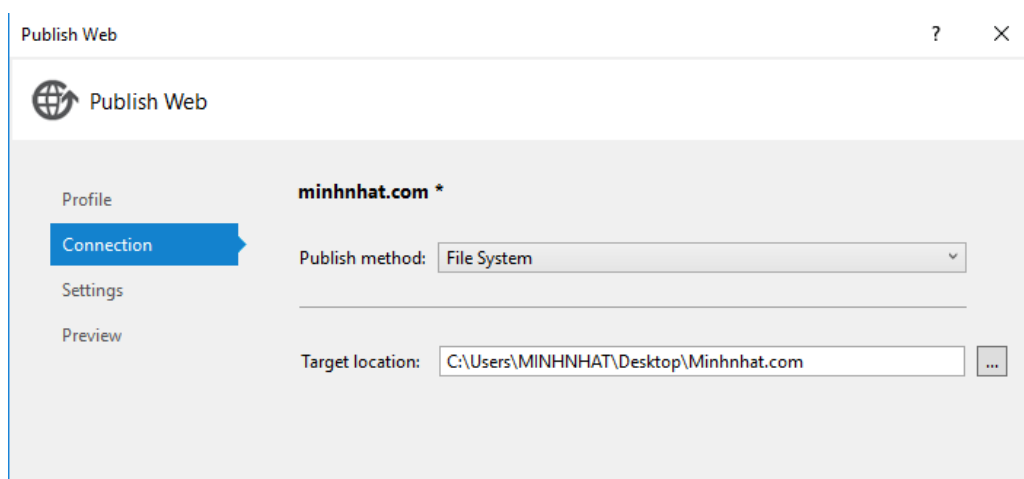 Publish Web ?
Publish Web
Profile
Connection
Settings
Preview
minhnhat.com *
Publish method: File System
Target location: C:\Users\MINHNHAT\Desktop\Minhnhat.com ...